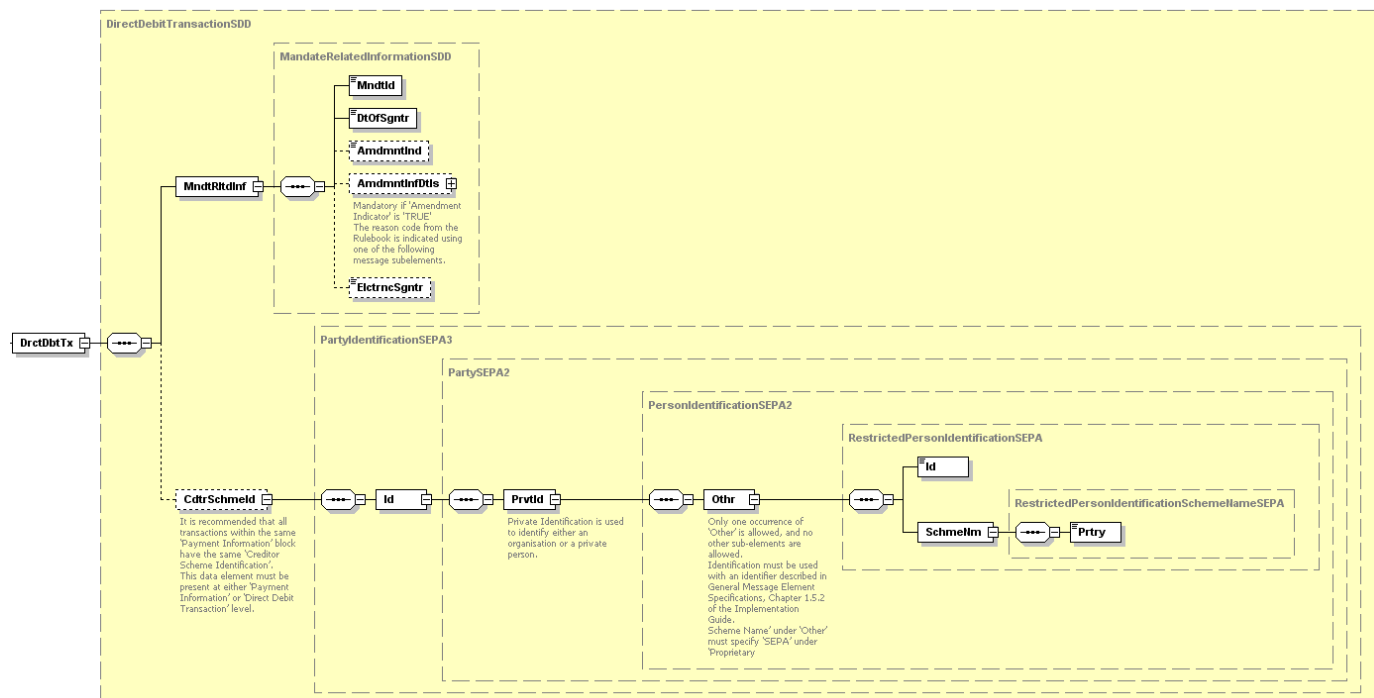 DirectDebitTransactionSDD
MandateRelatedInformationSDD
MndtId
DtOfSgntr
AmdmntInd
MndtRltdInf
AmdmntInfDtls
Mandatory if 'Amendment
Indicator' is 'TRUE'
The reason code from the
Rulebook is indicated using
one of the following
message subelements.
ElctrncSgntr
DrctDbtTx
PartyIdentificationSEPA3
PartySEPA2
PersonIdentificationSEPA2
RestrictedPersonIdentificationSEPA
Id
CdtrSchmeId
It is recommended that all
transactions within the same
'Payment Information' block
have the same 'Creditor
Scheme Identification'.
This data element must be
present at either 'Payment
Information' or 'Direct Debit
Transaction' level.
Id
PrvtId
Private Identification is used
to identify either an
organisation or a private
person.
Othr
Only one occurrence of
'Other' is allowed, and no
other sub-elements are
allowed.
Identification must be used
with an identifier described in
General Message Element
Specifications, Chapter 1.5.2
of the Implementation
Guide.
Scheme Name' under 'Other'
must specify 'SEPA' under
'Proprietary
RestrictedPersonIdentificationSchemeNameSEPA
SchmeNm
Prtry